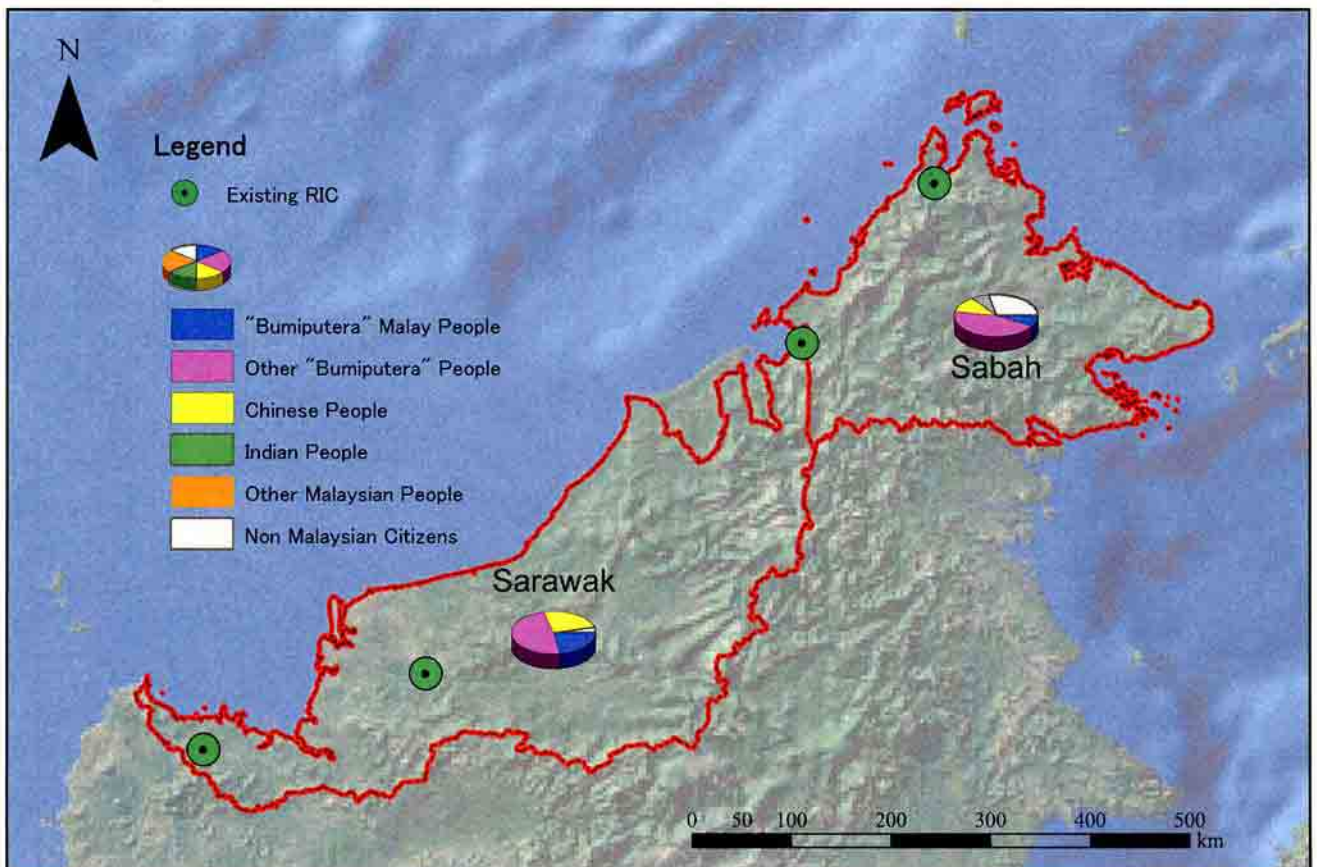 N
Legend
Existing RIC
"Bumiputera" Malay People
Other "Bumiputera" People
Chinese People
Indian People
Other Malaysian People
Non Malaysian Citizens
Sabah
Sarawak
0 50 100 200 300 400 500
km